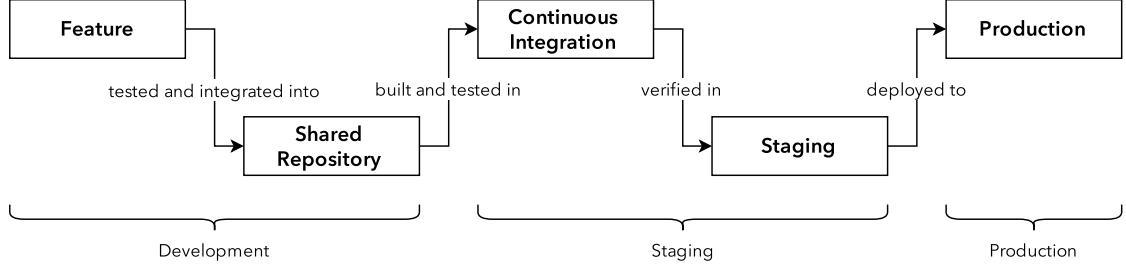 Feature
tested and integrated into
Shared
Repository
built and tested in
Continuous
Integration
verified in
Staging
deployed to
Production
Development
Staging
Production